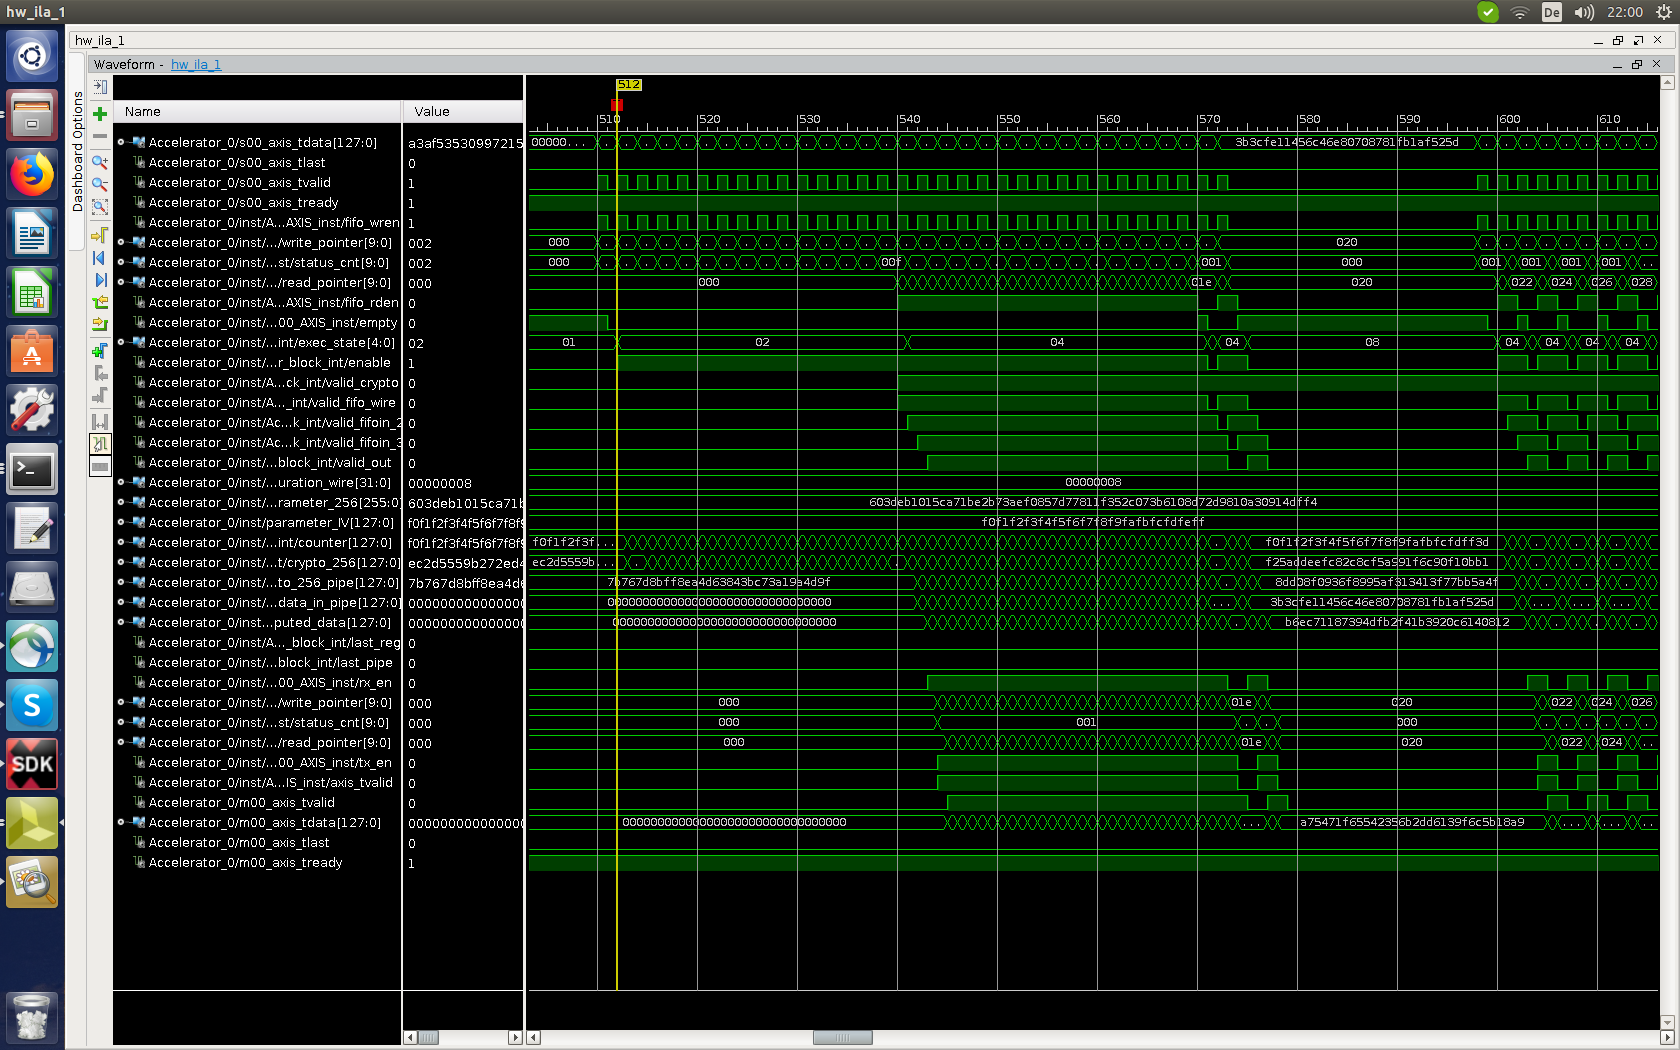 hw_ila_1
De
22:00
hw_ila_1
Waveform - hw_ila_1
Dashboard Options
Name Value
512
510 520 530 540 550 560 570 580 590 600 610
Accelerator_0/s00_axis_tdata[127:0] a3af53530997215 00000... 3b3cfe11456c46e80708781fb1af525d
Accelerator_0/s00_axis_tlast 0
Accelerator_0/s00_axis_tvalid 1
Accelerator_0/s00_axis_tready 1
Accelerator_0/inst/A...AXIS_inst/fifo_wren 1
Accelerator_0/inst/.../write_pointer[9:0] 002 000 020
Accelerator_0/inst/...st/status_cnt[9:0] 002 000 00f 001 000 001 001 001 001 ...
Accelerator_0/inst/.../read_pointer[9:0] 000 000 01e 020 022 024 026 028
Accelerator_0/inst/A...AXIS_inst/fifo_rden 0
Accelerator_0/inst/...00_AXIS_inst/empty 0
Accelerator_0/inst/...int/exec_state[4:0] 02 01 02 04 04 08 04 04 04 04
Accelerator_0/inst/...r_block_int/enable 1
Accelerator_0/inst/A...ck_int/valid_crypto 0
Accelerator_0/inst/A..._int/valid_fifo_wire 0
Accelerator_0/inst/Ac...k_int/valid_fifoin_2 0
Accelerator_0/inst/Ac...k_int/valid_fifoin_3 0
Accelerator_0/inst/...block_int/valid_out 0
Accelerator_0/inst/...uration_wire[31:0] 00000008 00000008
Accelerator_0/inst/...rameter_256[255:0] 603deb1015ca71b 603deb1015ca71be2b73aef0857d77811f352c073b6108d72d9810a30914dff4
Accelerator_0/inst/parameter_IV[127:0] f0f1f2f3f4f5f6f7f8f9 f0f1f2f3f4f5f6f7f8f9fafbfcfdfeff
Accelerator_0/inst/...int/counter[127:0] f0f1f2f3f4f5f6f7f8f9 f0f1f2f3f... f0f1f2f3f4f5f6f7f8f9fafbfcfdff3d
Accelerator_0/inst/...t/crypto_256[127:0] ec2d5559b272ed4 ec2d5559b... f25addeefc82c8cf5a991f6c90f10bb1
Accelerator_0/inst/...to_256_pipe[127:0] 7b767d8bff8ea4d6 7b767d8bff8ea4d63843bc73a19a4d9f 8dd08f0936f8995af313413f77bb5a4f
Accelerator_0/inst/...data_in_pipe[127:0] 0000000000000000 00000000000000000000000000000000 ... 3b3cfe11456c46e80708781fb1af525d ... ... ...
Accelerator_0/inst/...puted_data[127:0] 0000000000000000 00000000000000000000000000000000 b6ec71187394dfb2f41b3920c6140812
Accelerator_0/inst/A..._block_int/last_reg 0
Accelerator_0/inst/...block_int/last_pipe 0
Accelerator_0/inst/...00_AXIS_inst/rx_en 0
Accelerator_0/inst/.../write_pointer[9:0] 000 000 01e 020 022 024 026
Accelerator_0/inst/...st/status_cnt[9:0] 000 000 001 000
Accelerator_0/inst/.../read_pointer[9:0] 000 000 01e 020 022 024 ...
Accelerator_0/inst/...00_AXIS_inst/tx_en 0
Accelerator_0/inst/A...IS_inst/axis_tvalid 0
Accelerator_0/m00_axis_tvalid 0
Accelerator_0/m00_axis_tdata[127:0] 0000000000000000 00000000000000000000000000000000 ... a75471f65542356b2dd6139f6c5b18a9 ... ... ...
Accelerator_0/m00_axis_tlast 0
Accelerator_0/m00_axis_tready 1
SDK